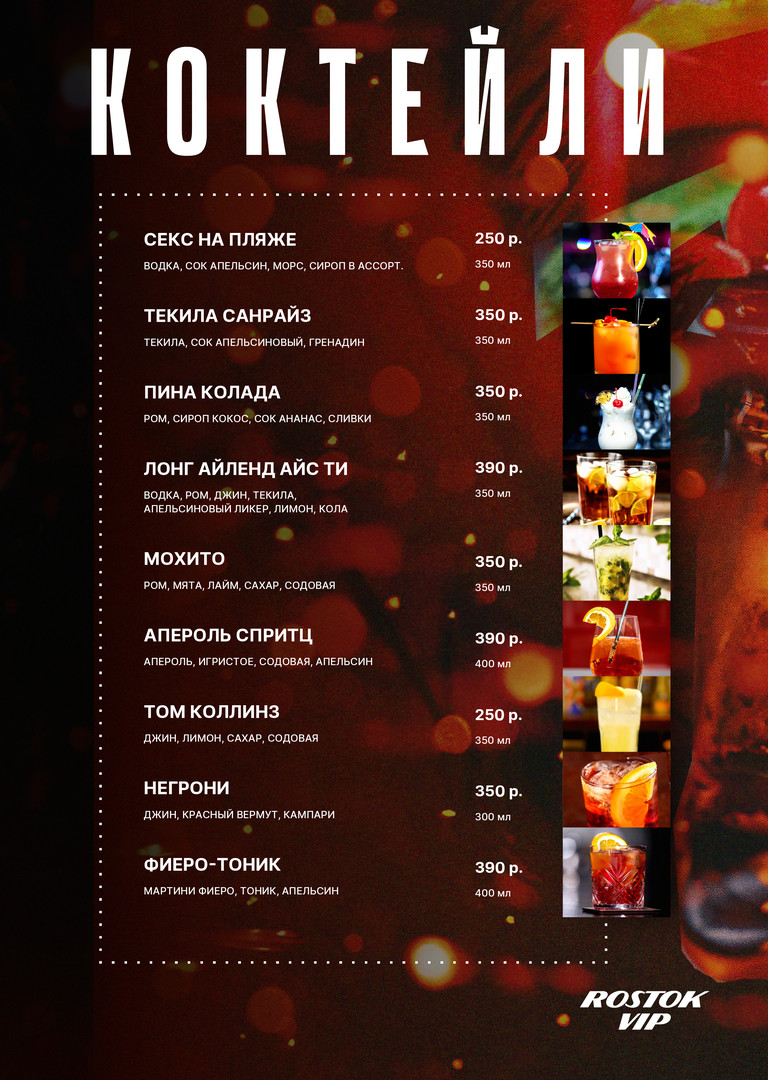 КОКТЕЙЛИ
СЕКС НА ПЛЯЖЕ 250 р.
ВОДКА, СОК АПЕЛЬСИН, МОРС, СИРОП В АССОРТ. 350 мл
ТЕКИЛА САНРАЙЗ 350 р.
ТЕКИЛА, СОК АПЕЛЬСИНОВЫЙ, ГРЕНАДИН 350 мл
ПИНА КОЛАДА 350 р.
РОМ, СИРОП КОКОС, СОК АНАНАС, СЛИВКИ 350 мл
ЛОНГ АЙЛЕНД АЙС ТИ 390 р.
ВОДКА, РОМ, ДЖИН, ТЕКИЛА, 350 мл
АПЕЛЬСИНОВЫЙ ЛИКЕР, ЛИМОН, КОЛА
МОХИТО 350 р.
РОМ, МЯТА, ЛАЙМ, САХАР, СОДОВАЯ 350 мл
АПЕРОЛЬ СПРИТЦ 390 р.
АПЕРОЛЬ, ИГРИСТОЕ, СОДОВАЯ, АПЕЛЬСИН 400 мл
ТОМ КОЛЛИНЗ 250 р.
ДЖИН, ЛИМОН, САХАР, СОДОВАЯ 350 мл
НЕГРОНИ 350 р.
ДЖИН, КРАСНЫЙ ВЕРМУТ, КАМПАРИ 300 мл
ФИЕРО-ТОНИК 390 р.
МАРТИНИ ФИЕРО, ТОНИК, АПЕЛЬСИН 400 мл
ROSTOK
VIP